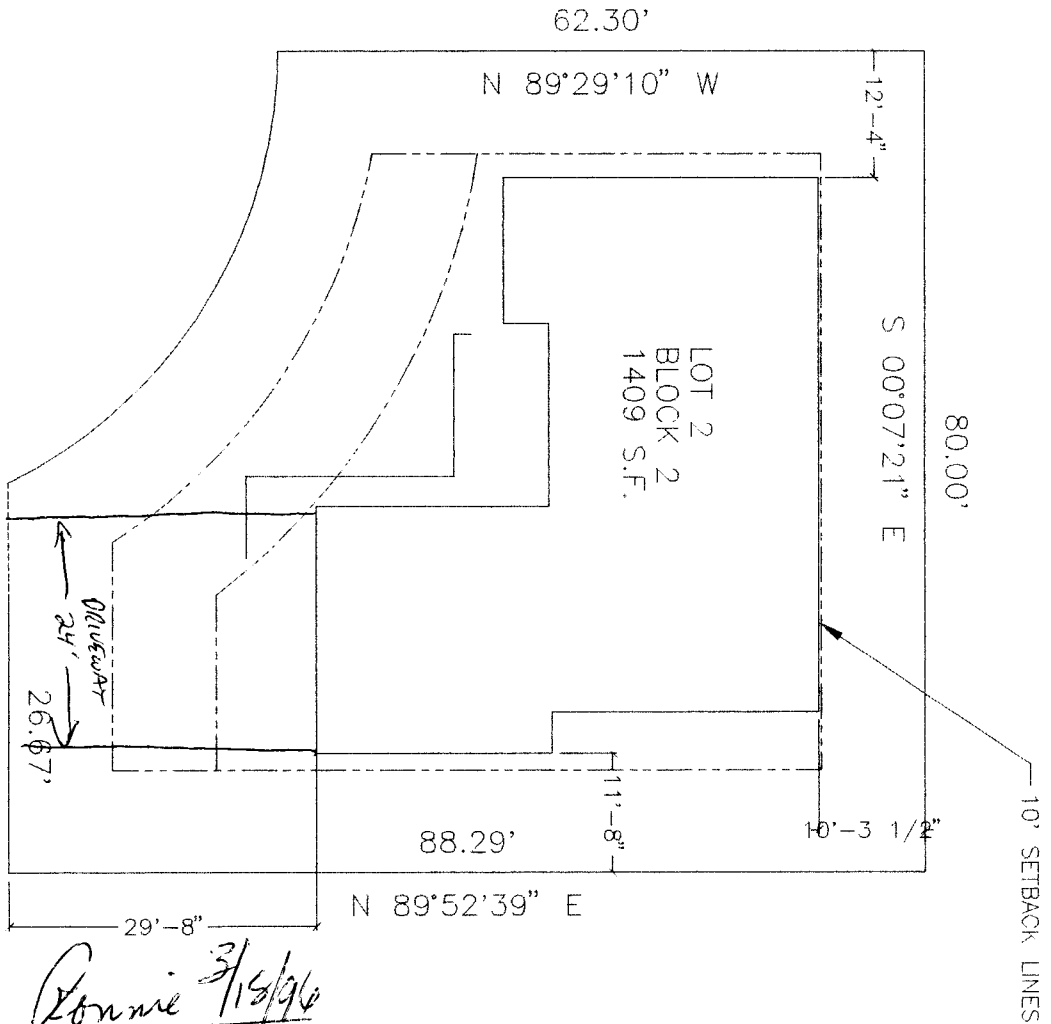 62.30'
N 89°29'10" W
12'-4"
S 00°07'21" E
80.00'
LOT 2
BLOCK 2
1409 S.F.
DRIVEWAY
24'
26.67'
11'-8"
10'-3 1/2"
88.29'
N 89°52'39" E
29'-8"
10' SETBACK LINES
Ronnie 3/18/96